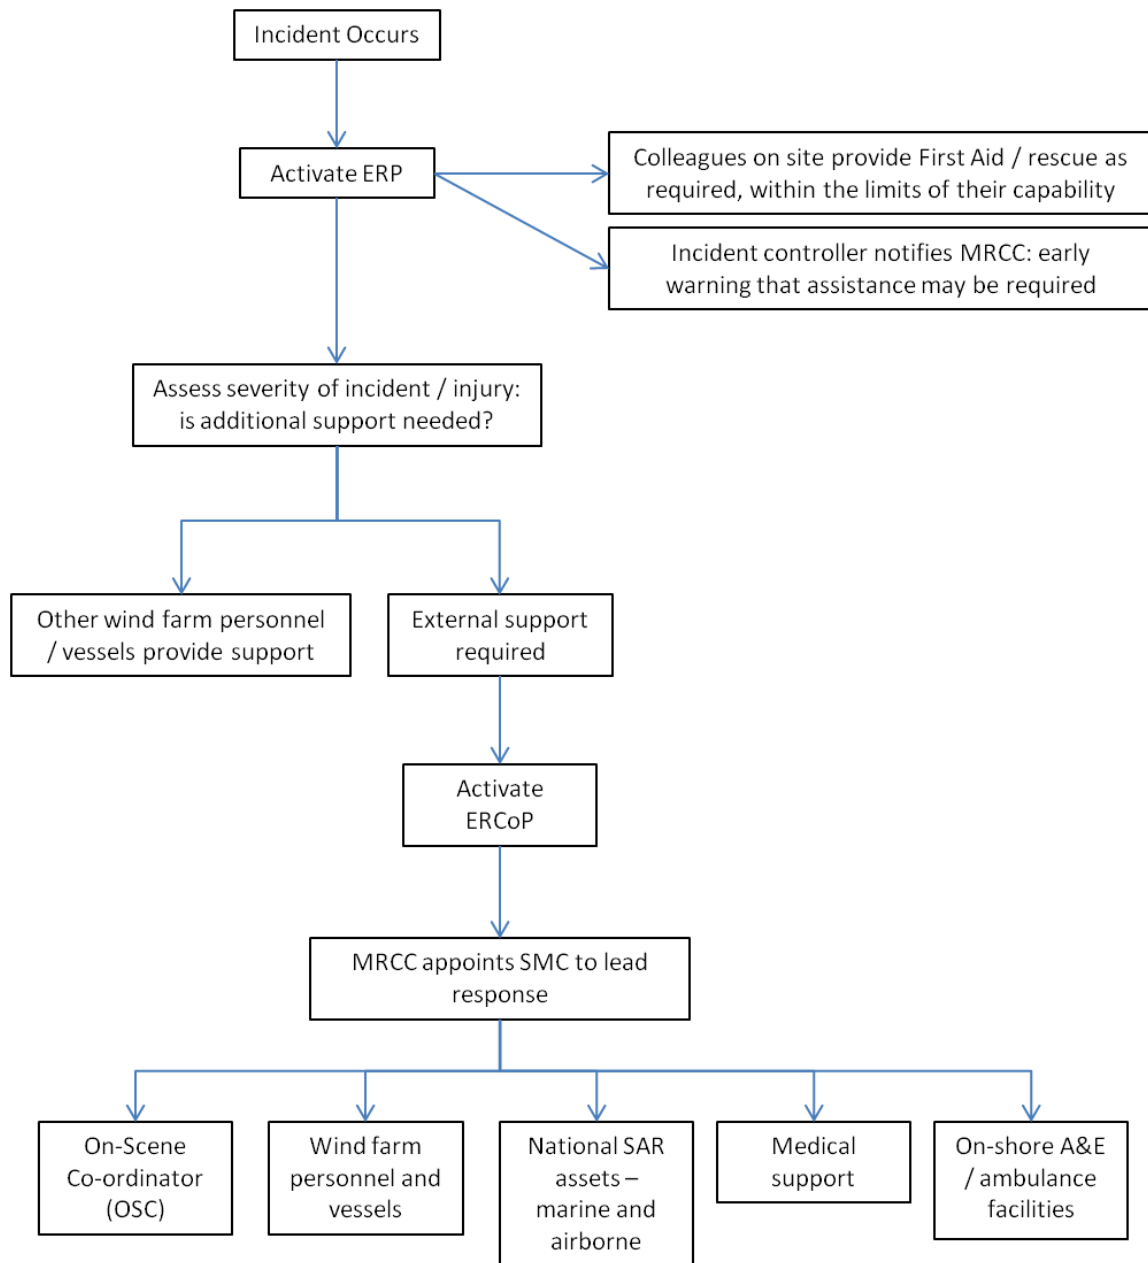 Incident Occurs
Activate ERP
Colleagues on site provide First Aid / rescue as
required, within the limits of their capability
Incident controller notifies MRCC: early
warning that assistance may be required
Assess severity of incident / injury:
is additional support needed?
Other wind farm personnel
/ vessels provide support
External support
required
Activate
ERCoP
MRCC appoints SMC to lead
response
On-Scene
Co-ordinator
(OSC)
Wind farm
personnel and
vessels
National SAR
assets –
marine and
airborne
Medical
support
On-shore A&E
/ ambulance
facilities